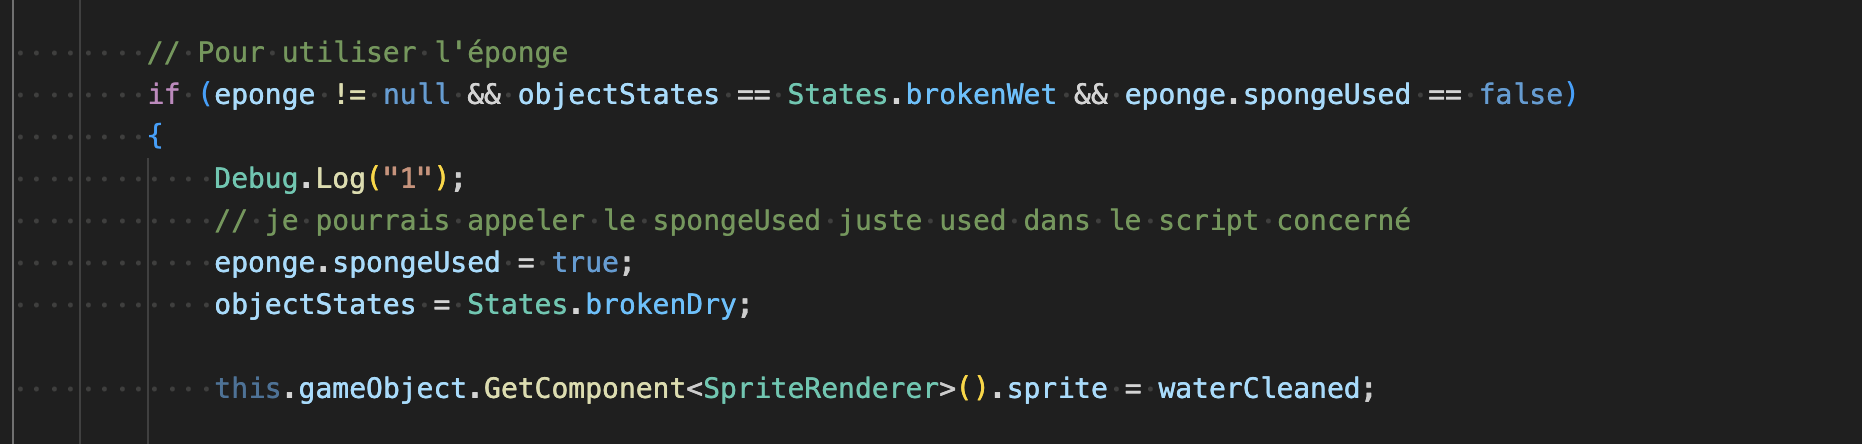 // Pour utiliser l'éponge
if (eponge != null && objectStates == States.brokenWet && eponge.spongeUsed == false)
{
Debug.Log("1");
// je pourrais appeler le spongeUsed juste used dans le script concerné
eponge.spongeUsed = true;
objectStates = States.brokenDry;
this.gameObject.GetComponent<SpriteRenderer>().sprite = waterCleaned;